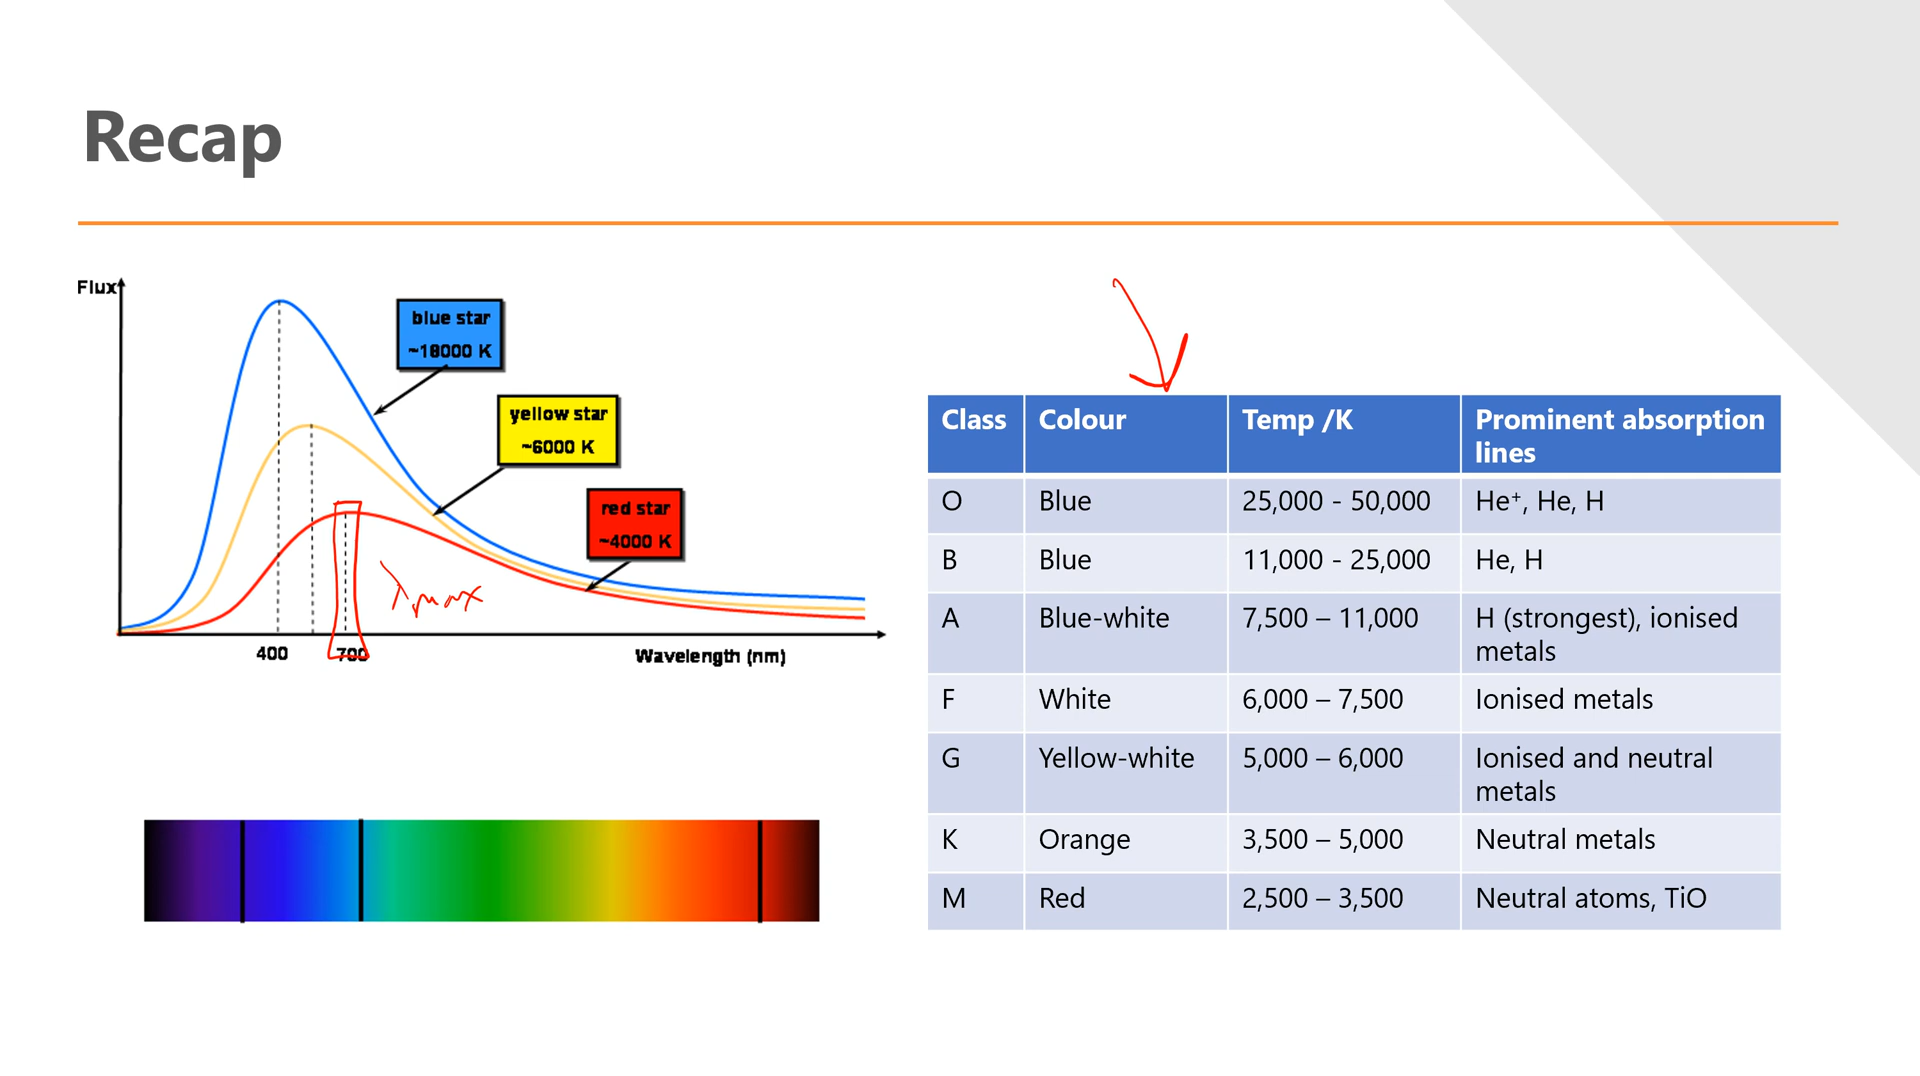 Recap
Flux
blue star
~18000 K
yellow star
~6000 K
red star
~4000 K
λmax
400
700
Wavelength (nm)
Class Colour Temp /K Prominent absorption
lines
O Blue 25,000 - 50,000 He⁺, He, H
B Blue 11,000 - 25,000 He, H
A Blue-white 7,500 – 11,000 H (strongest), ionised
metals
F White 6,000 – 7,500 Ionised metals
G Yellow-white 5,000 – 6,000 Ionised and neutral
metals
K Orange 3,500 – 5,000 Neutral metals
M Red 2,500 – 3,500 Neutral atoms, TiO